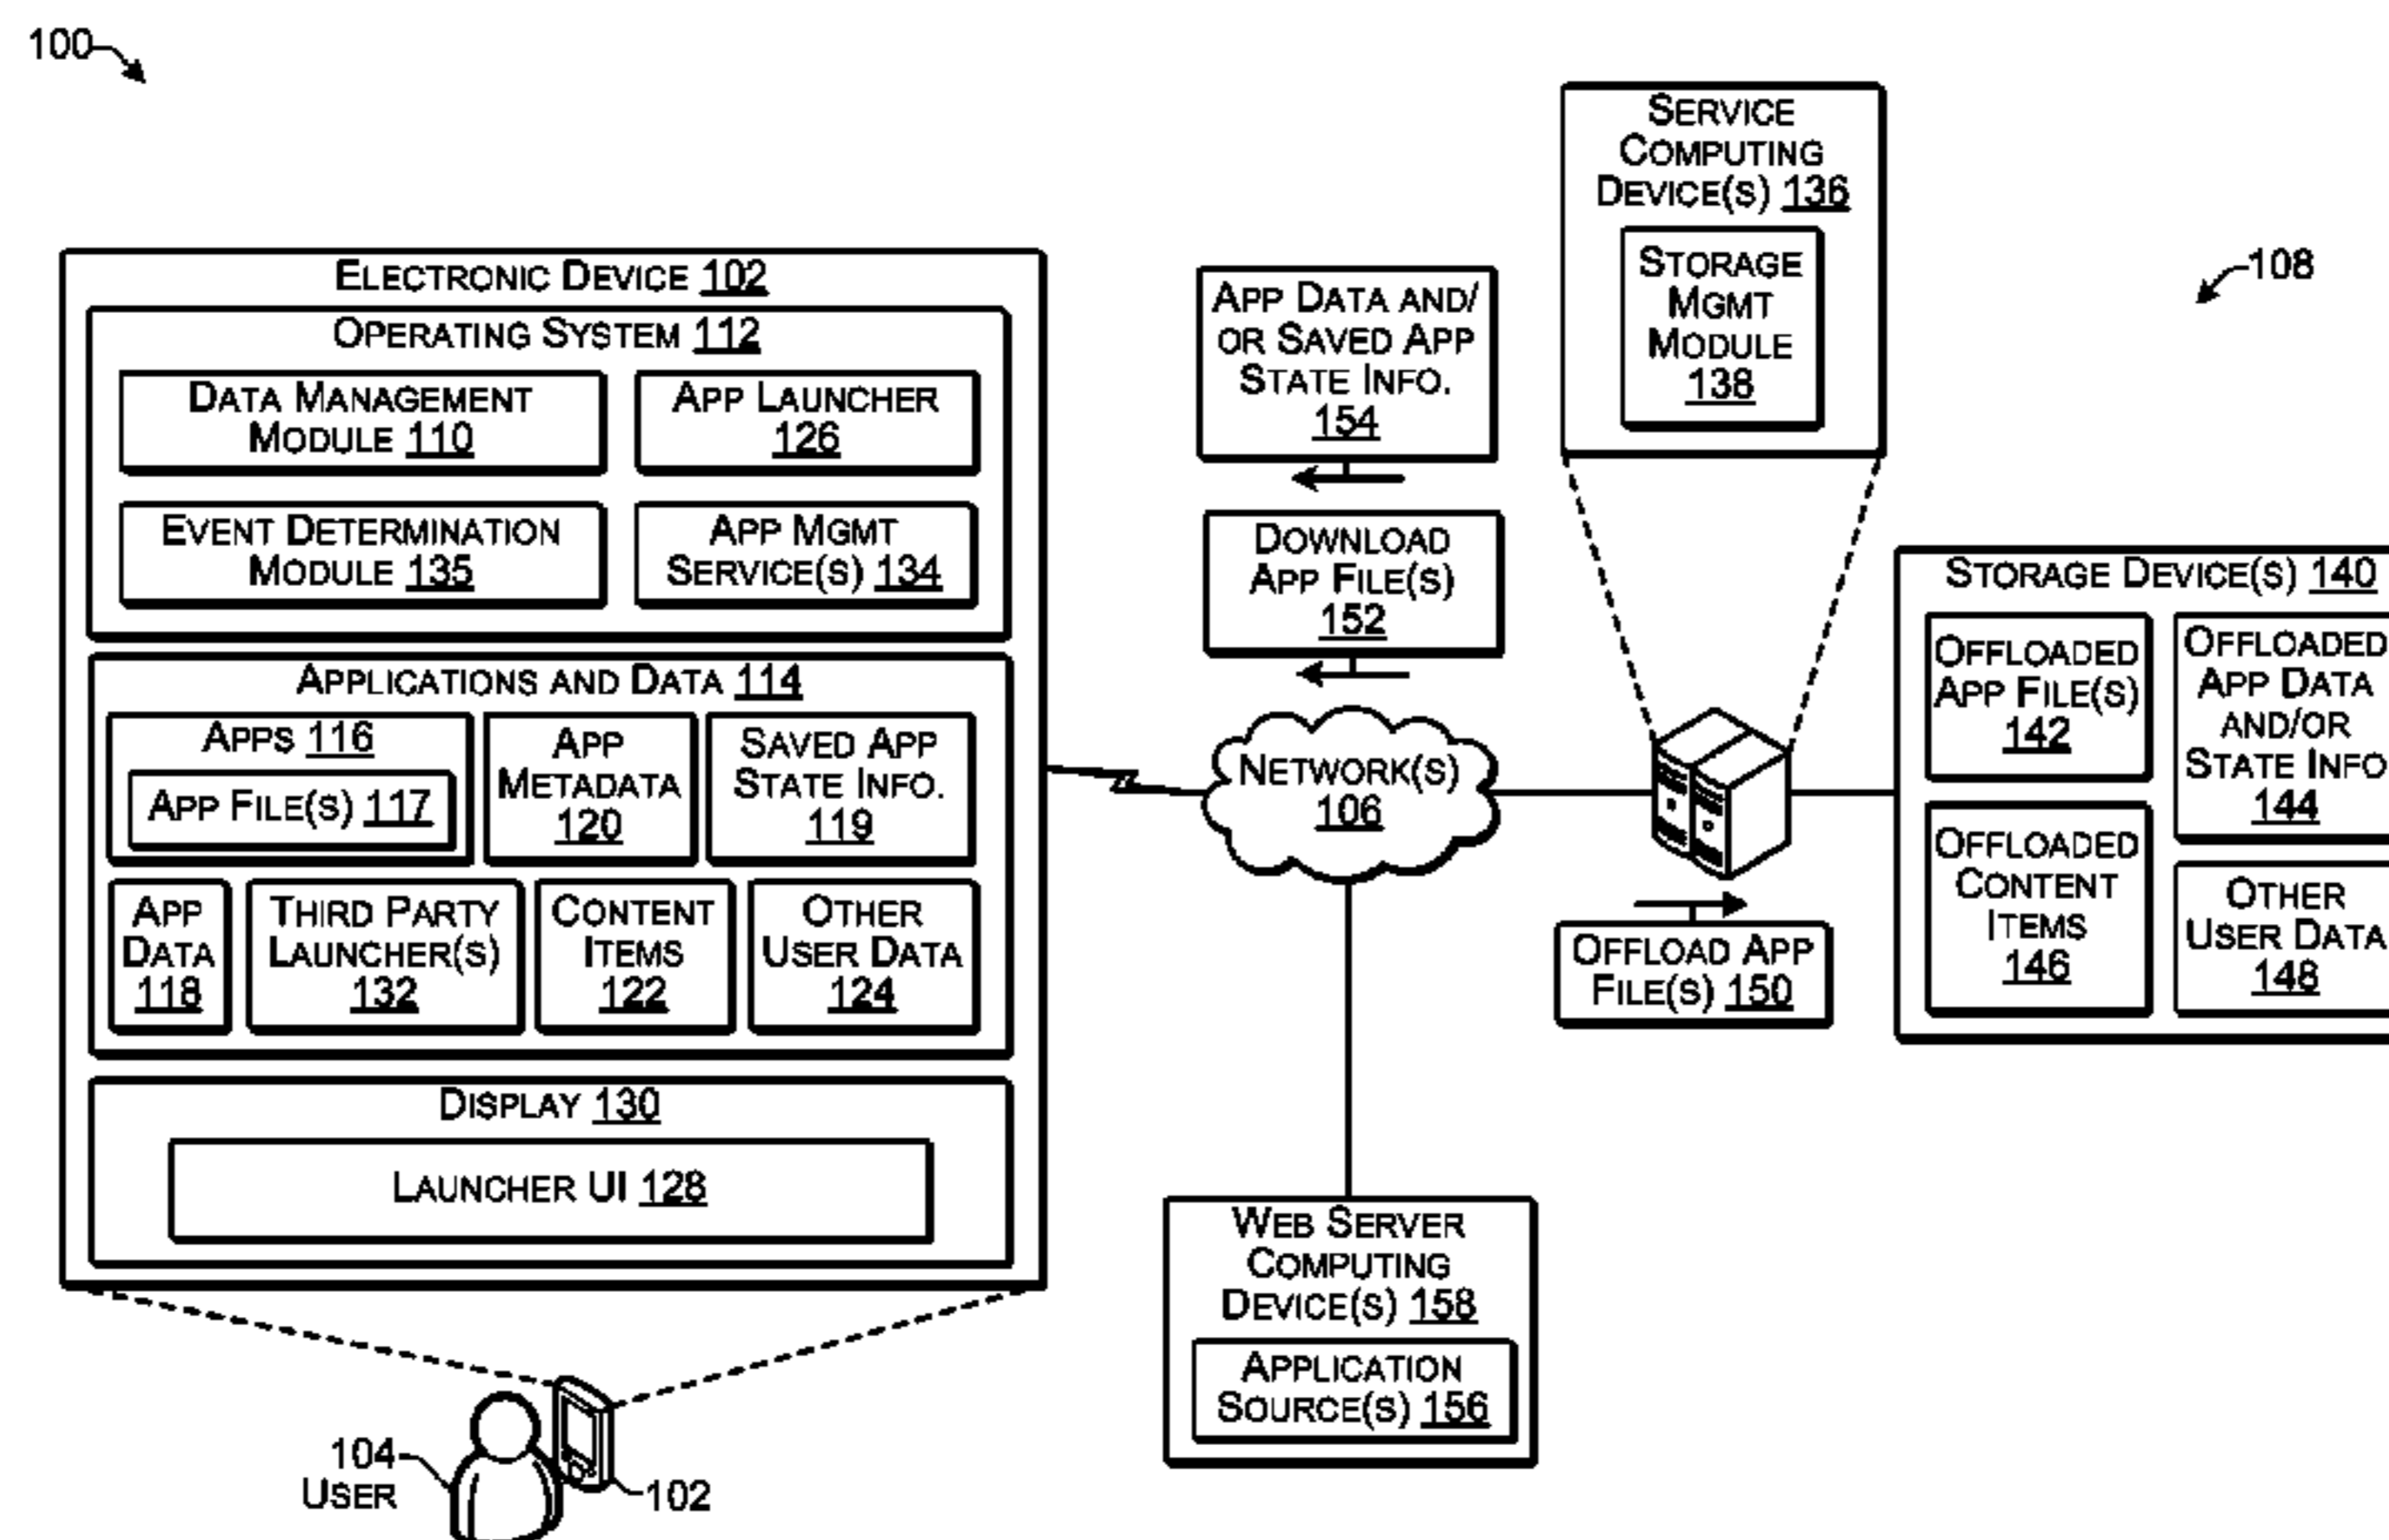 100
ELECTRONIC DEVICE 102
OPERATING SYSTEM 112
DATA MANAGEMENT
MODULE 110
APP LAUNCHER
126
EVENT DETERMINATION
MODULE 135
APP MGMT
SERVICE(S) 134
APPLICATIONS AND DATA 114
APPS 116
APP FILE(S) 117
APP
METADATA
120
SAVED APP
STATE INFO.
119
APP
DATA
118
THIRD PARTY
LAUNCHER(S)
132
CONTENT
ITEMS
122
OTHER
USER DATA
124
DISPLAY 130
LAUNCHER UI 128
104
USER
102
APP DATA AND/
OR SAVED APP
STATE INFO.
154
DOWNLOAD
APP FILE(S)
152
NETWORK(S)
106
WEB SERVER
COMPUTING
DEVICE(S) 158
APPLICATION
SOURCE(S) 156
SERVICE
COMPUTING
DEVICE(S) 136
STORAGE
MGMT
MODULE
138
OFFLOAD APP
FILE(S) 150
108
STORAGE DEVICE(S) 140
OFFLOADED
APP FILE(S)
142
OFFLOADED
APP DATA
AND/OR
STATE INFO
144
OFFLOADED
CONTENT
ITEMS
146
OTHER
USER DATA
148